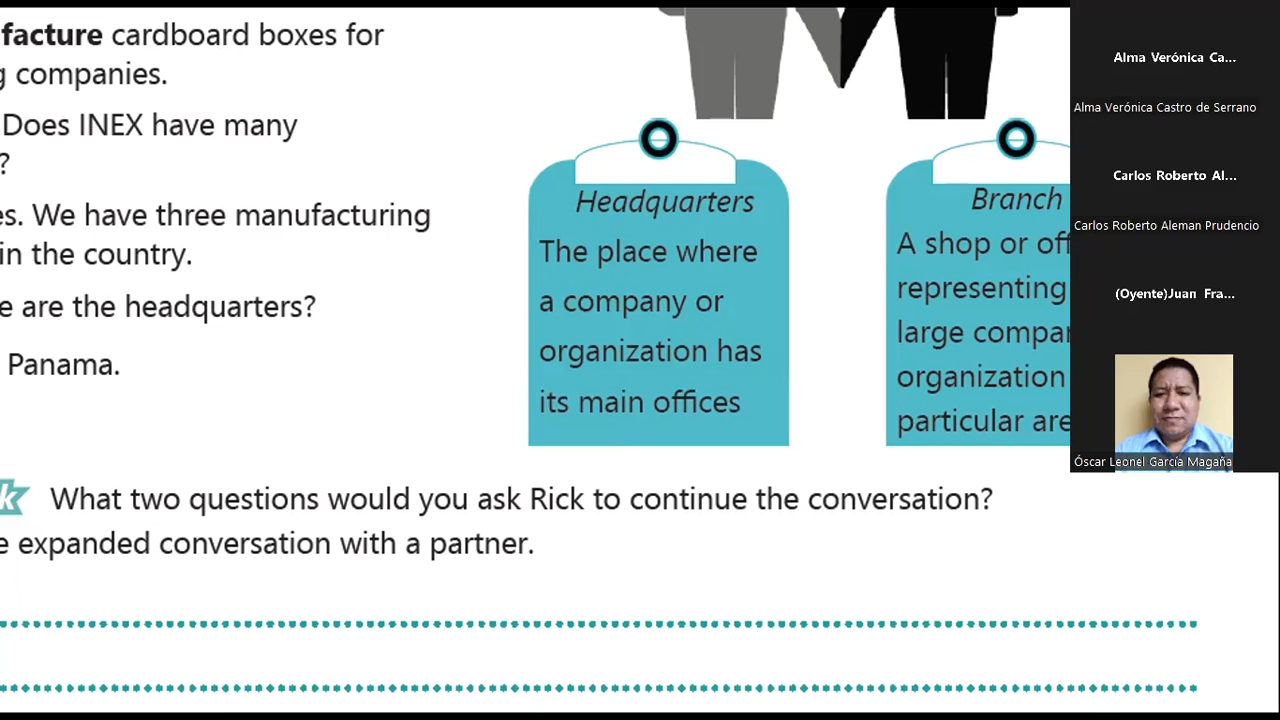 facture cardboard boxes for
g companies.
Does INEX have many
?
es. We have three manufacturing
in the country.
e are the headquarters?
Panama.
Headquarters
The place where
a company or
organization has
its main offices
Branch
A shop or off
representing
large compar
organization
particular are
k What two questions would you ask Rick to continue the conversation?
e expanded conversation with a partner.
Alma Verónica Ca...
Alma Verónica Castro de Serrano
Carlos Roberto Al...
Carlos Roberto Aleman Prudencio
(Oyente)Juan Fra...
Óscar Leonel García Magaña